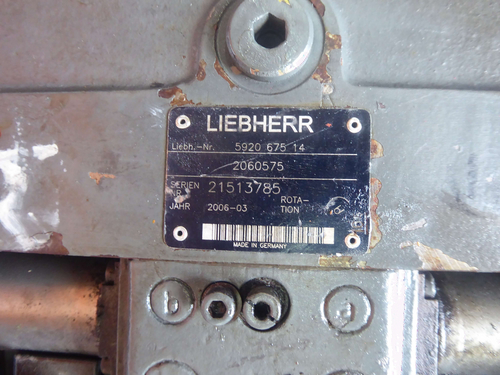 LIEBHERR
Liebh.-Nr. 5920 675 14
2060575
SERIEN NR. 21513785
JAHR 2006-03 ROTA-
TION
MADE IN GERMANY
b d